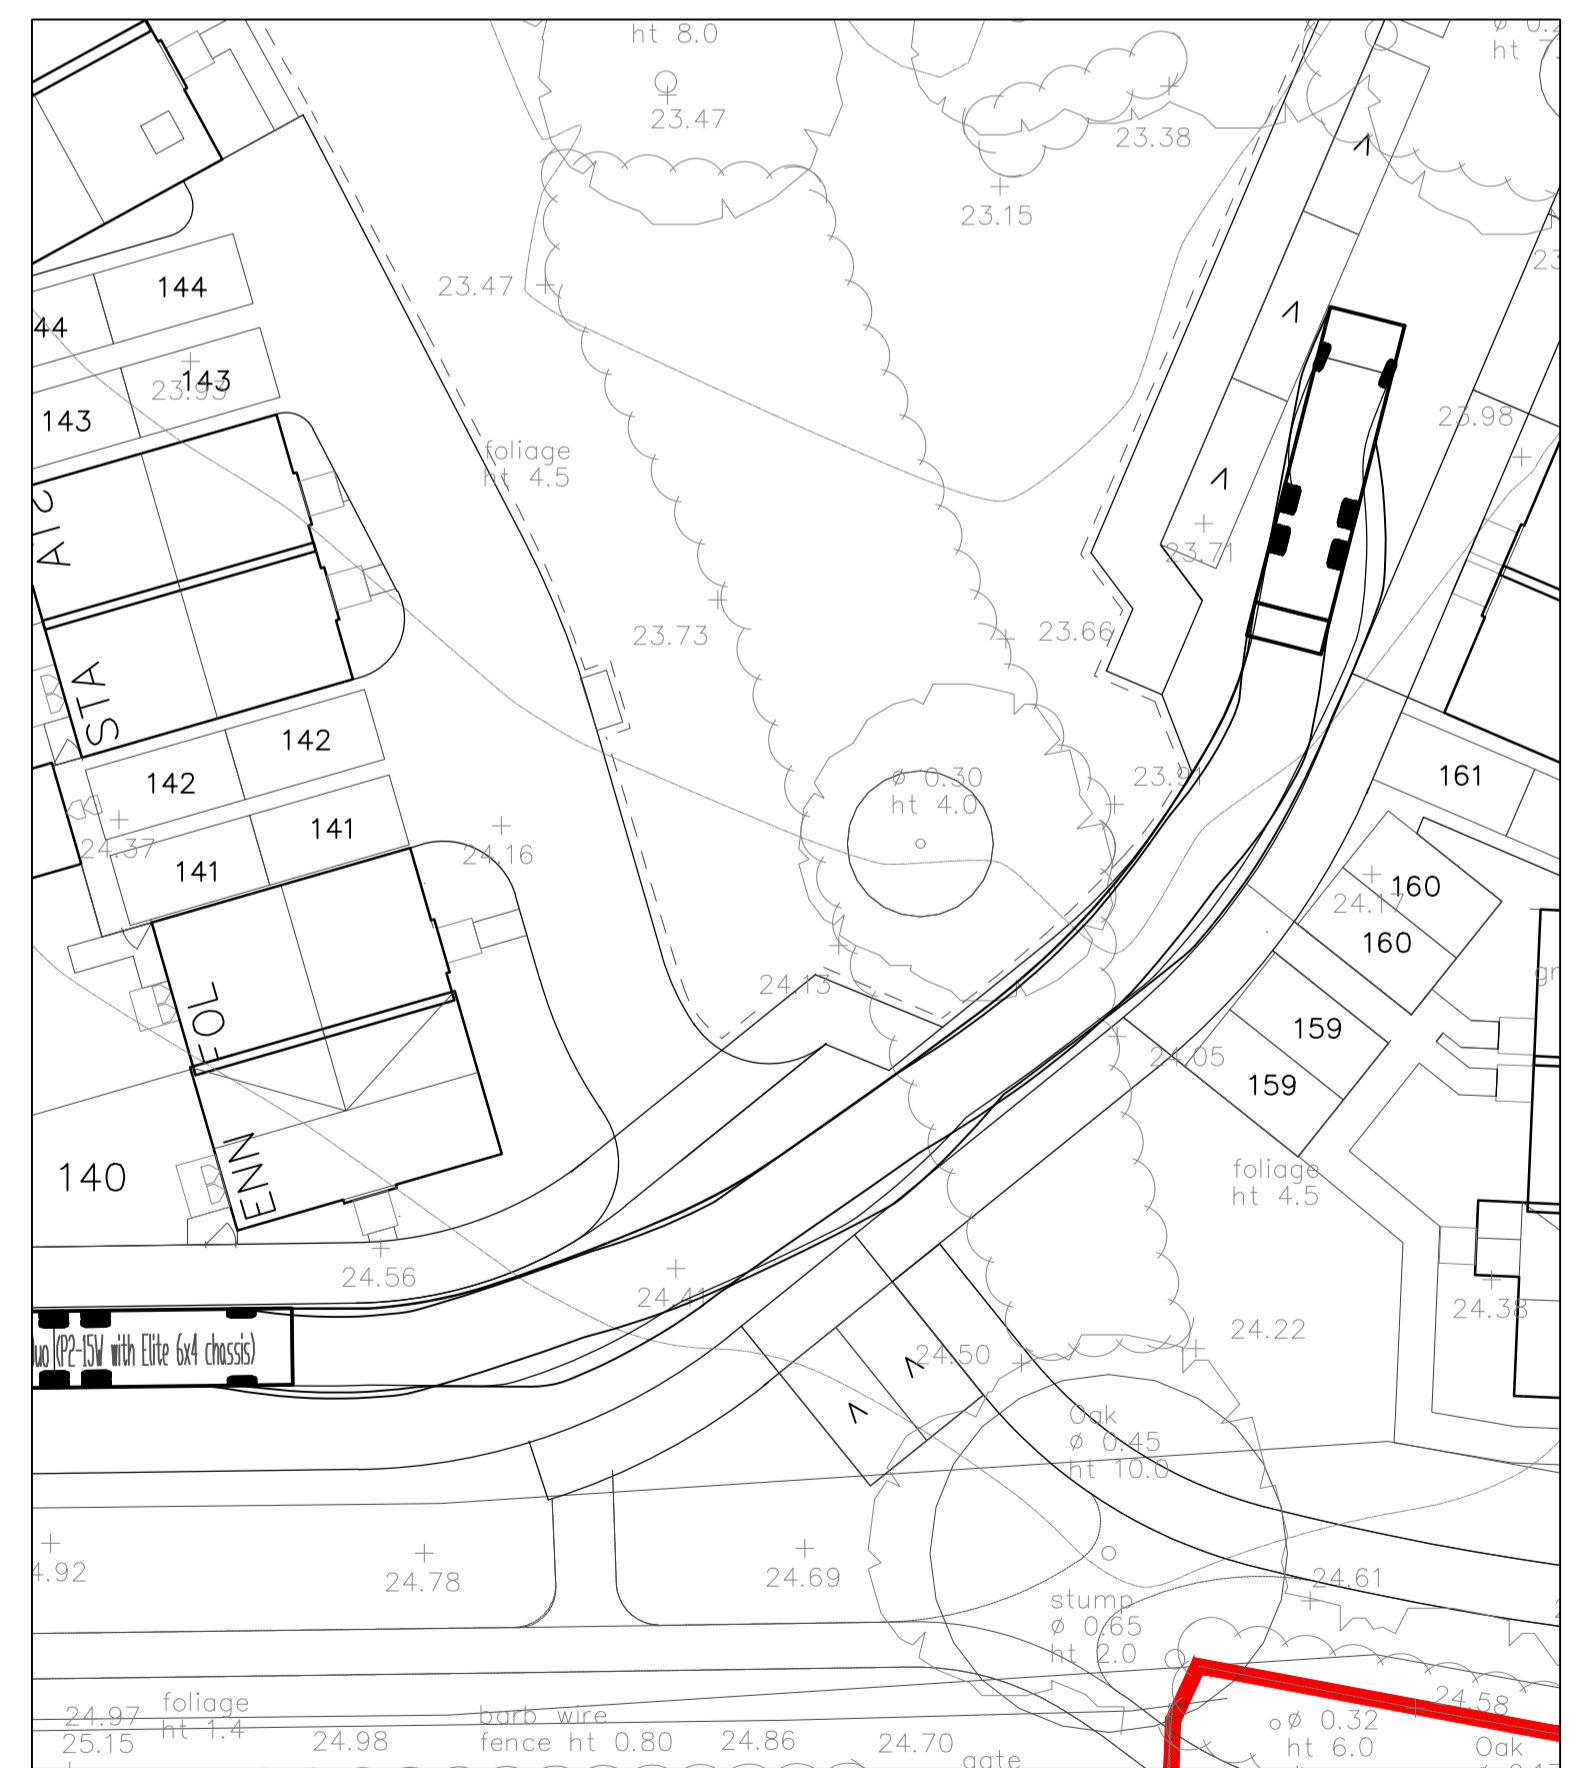 ht 8.0
ht
23.47
23.38
23.15
23.47
144
44
143
23.93
143
23.98
foliage
ht 4.5
23.71
STA
23.73
23.66
142
142
23.91
161
ø 0.30
ht 4.0
141
24.37
24.16
141
160
24.17
160
24.13
159
24.05
159
140
ENN
foliage
ht 4.5
24.56
24.41
24.38
24.22
(P2-15W with Elite 6x4 chassis)
24.50
Oak
ø 0.45
ht 10.0
24.78
24.69
24.61
stump
ø 0.65
ht 2.0
24.58
24.97
foliage
ht 1.4
barb wire
fence ht 0.80
25.15
24.98
24.86
24.70
gate
ø 0.32
ht 6.0
Oak